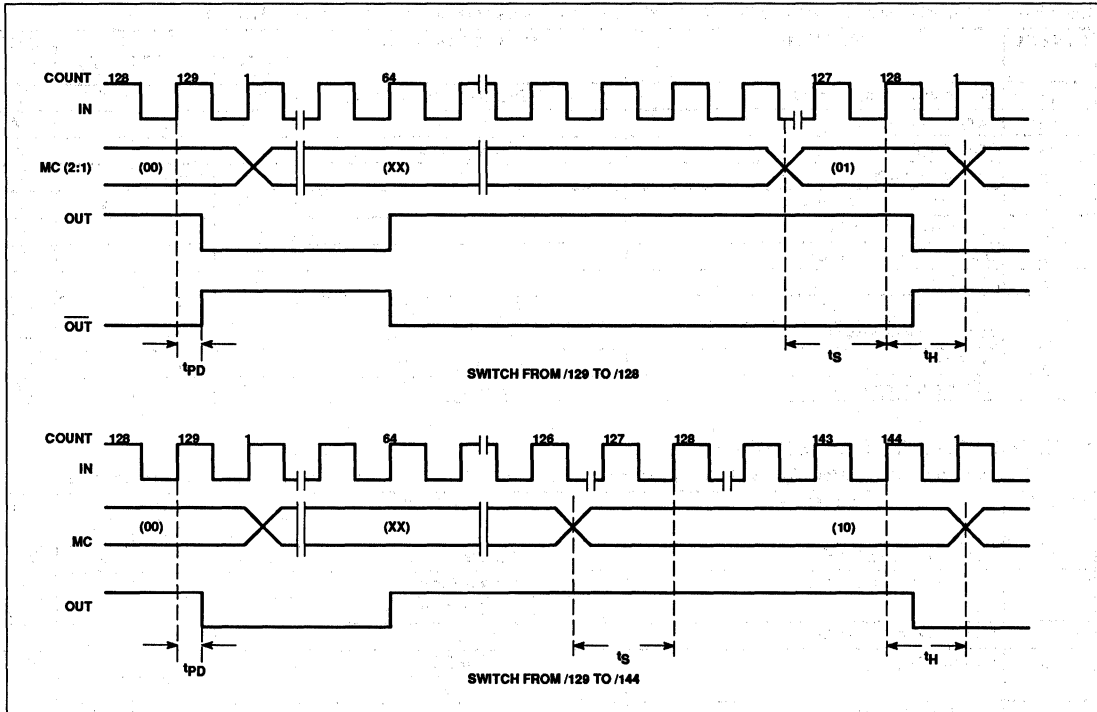 COUNT 128 129 1 64 127 128 1
IN
MC (2:1) (00) (XX) (01)
OUT
OUT
tPD tS tH
SWITCH FROM /129 TO /128
COUNT 128 129 1 64 126 127 128 143 144 1
IN
(00) (XX) (10)
MC
OUT
tPD tS tH
SWITCH FROM /129 TO /144